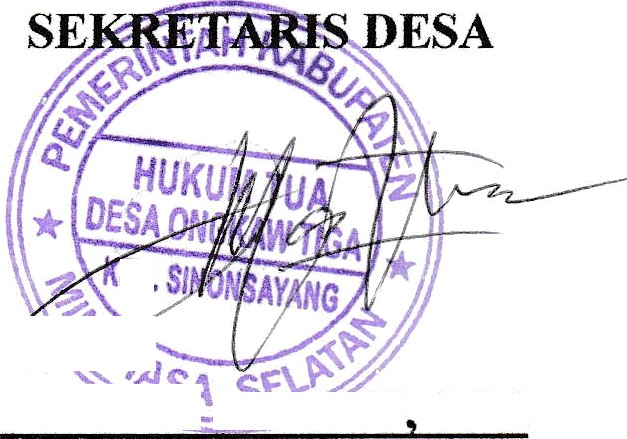 SEKRETARIS DESA
PEMERINTAH KABUPATEN
HUKUM TUA
DESA ONGKAW TIGA
K . SINONSAYANG
SELATAN
,